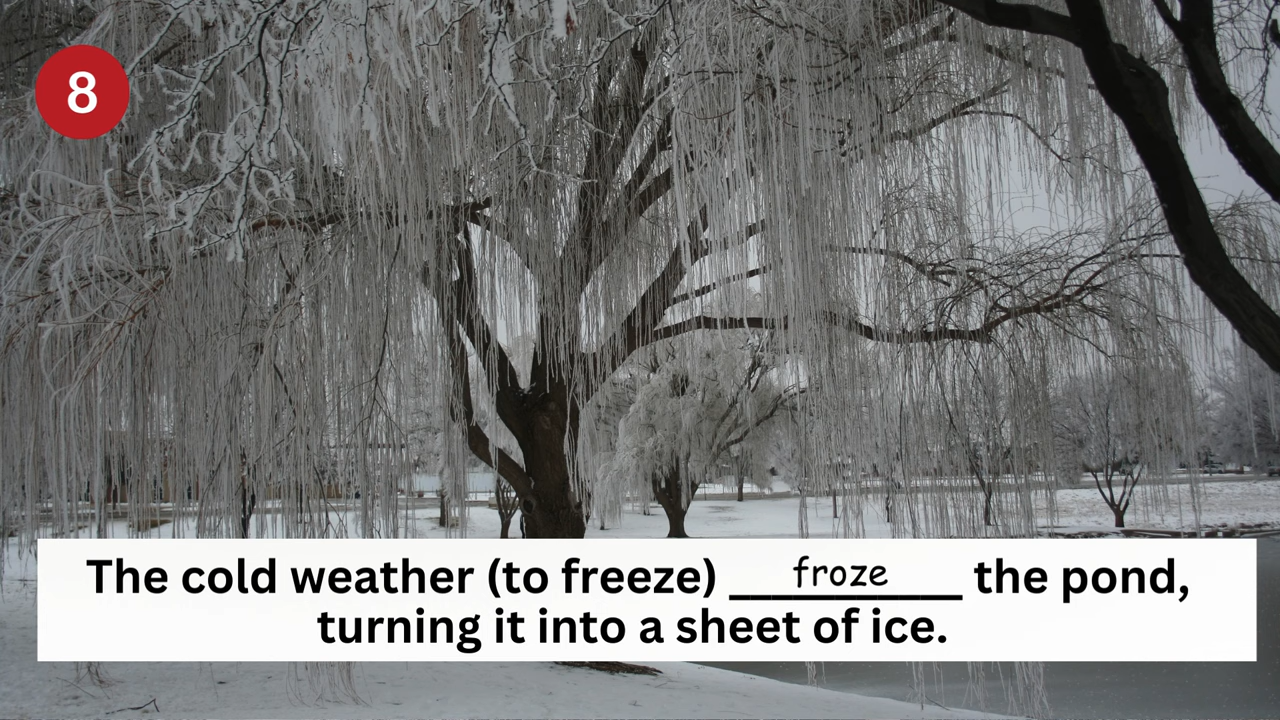 8
The cold weather (to freeze) froze the pond,
turning it into a sheet of ice.